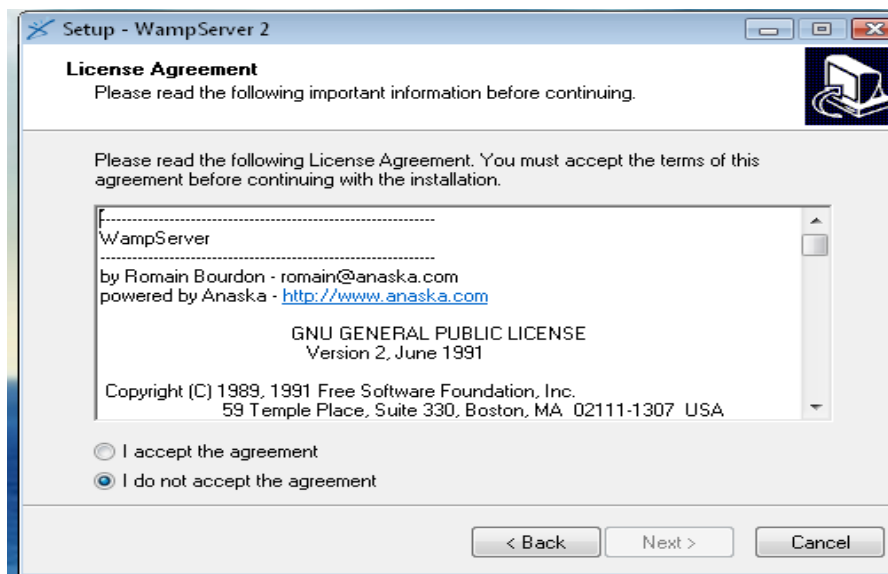 Setup - WampServer 2
License Agreement
Please read the following important information before continuing.
Please read the following License Agreement. You must accept the terms of this
agreement before continuing with the installation.
------------------------------------------------------------
WampServer
------------------------------------------------------------
by Romain Bourdon - romain@anaska.com
powered by Anaska - http://www.anaska.com
GNU GENERAL PUBLIC LICENSE
Version 2, June 1991
Copyright (C) 1989, 1991 Free Software Foundation, Inc.
59 Temple Place, Suite 330, Boston, MA  02111-1307  USA
I accept the agreement
I do not accept the agreement
< Back
Next >
Cancel